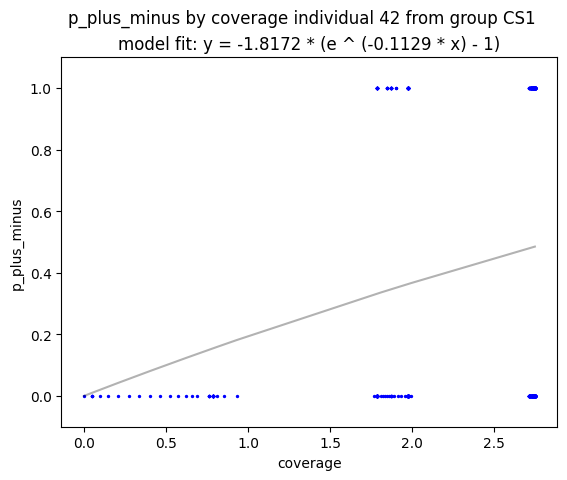 p_plus_minus by coverage individual 42 from group CS1
model fit: y = -1.8172 * (e ^ (-0.1129 * x) - 1)
1.0
0.8
0.6
0.4
0.2
0.0
p_plus_minus
0.0 0.5 1.0 1.5 2.0 2.5
coverage